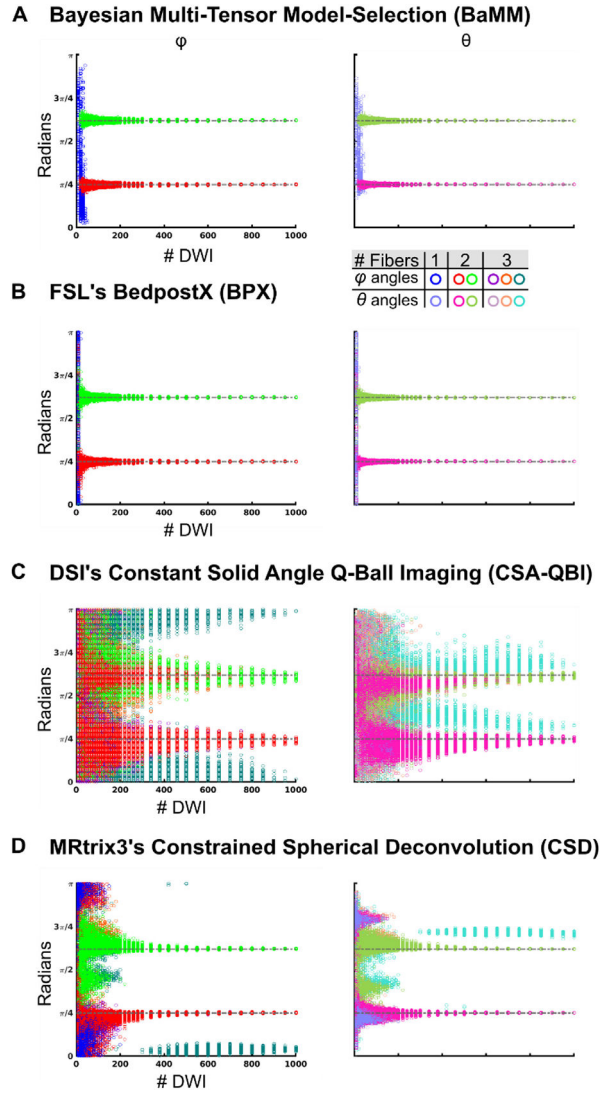 A Bayesian Multi-Tensor Model-Selection (BaMM)
φ θ
π
3π/4
π/2
π/4
0
Radians
0 200 400 600 800 1000
# DWI
# Fibers 1 2 3
φ angles
θ angles
B FSL's BedpostX (BPX)
π
3π/4
π/2
π/4
0
Radians
0 200 400 600 800 1000
# DWI
C DSI's Constant Solid Angle Q-Ball Imaging (CSA-QBI)
π
3π/4
π/2
π/4
0
Radians
0 200 400 600 800 1000
# DWI
D MRtrix3's Constrained Spherical Deconvolution (CSD)
π
3π/4
π/2
π/4
0
Radians
0 200 400 600 800 1000
# DWI